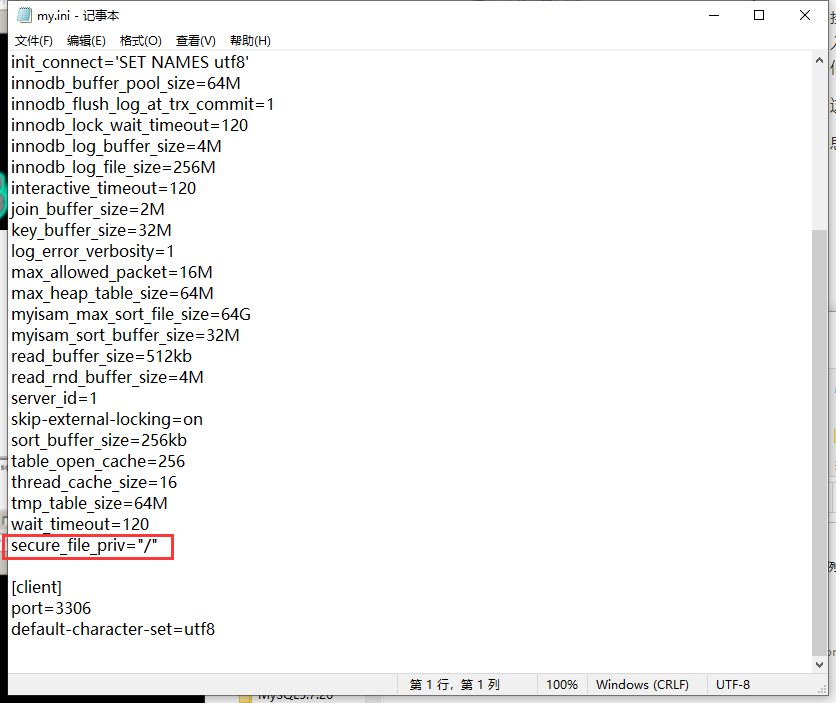 my.ini - 记事本
文件(F) 编辑(E) 格式(O) 查看(V) 帮助(H)
init_connect='SET NAMES utf8'
innodb_buffer_pool_size=64M
innodb_flush_log_at_trx_commit=1
innodb_lock_wait_timeout=120
innodb_log_buffer_size=4M
innodb_log_file_size=256M
interactive_timeout=120
join_buffer_size=2M
key_buffer_size=32M
log_error_verbosity=1
max_allowed_packet=16M
max_heap_table_size=64M
myisam_max_sort_file_size=64G
myisam_sort_buffer_size=32M
read_buffer_size=512kb
read_rnd_buffer_size=4M
server_id=1
skip-external-locking=on
sort_buffer_size=256kb
table_open_cache=256
thread_cache_size=16
tmp_table_size=64M
wait_timeout=120
secure_file_priv="/"
[client]
port=3306
default-character-set=utf8
第 1 行，第 1 列 100% Windows (CRLF) UTF-8